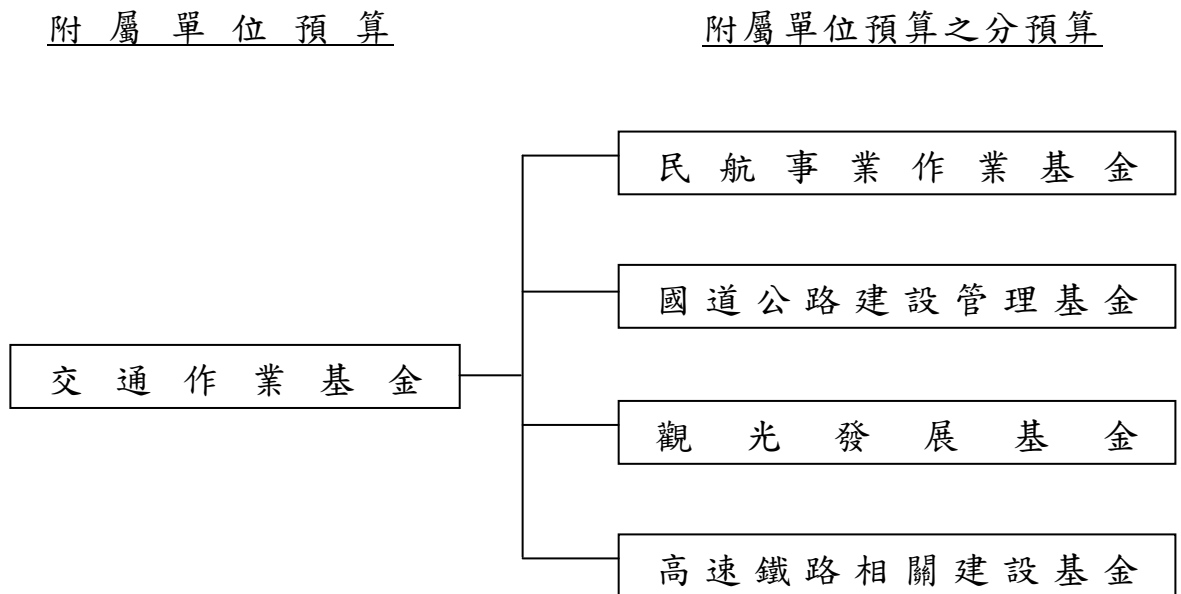 附屬單位預算
附屬單位預算之分預算
民航事業作業基金
國道公路建設管理基金
交通作業基金
觀光發展基金
高速鐵路相關建設基金